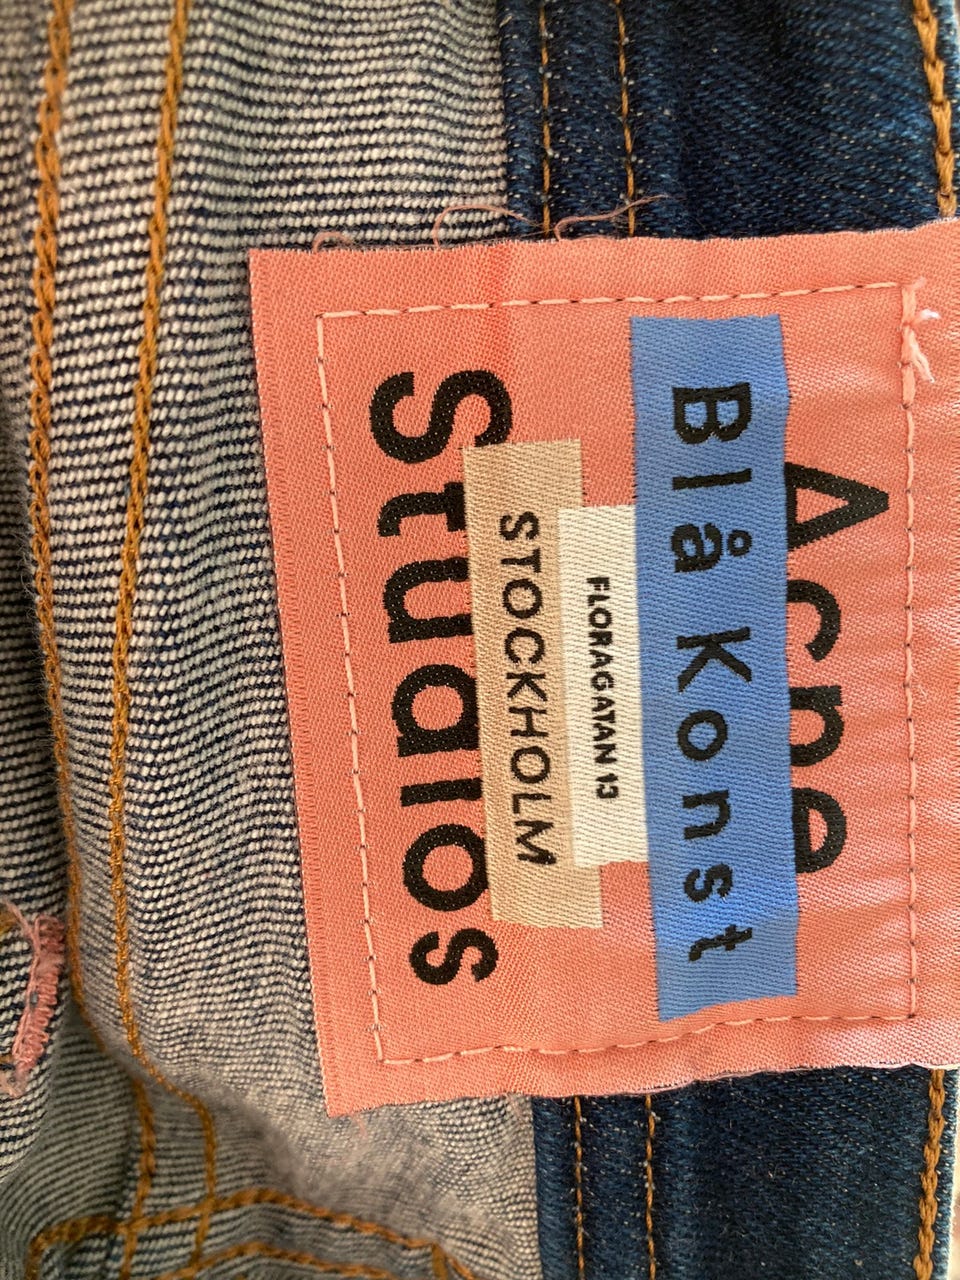 Acne
Blå Konst
FLORAGATAN 13
STOCKHOLM
Studios